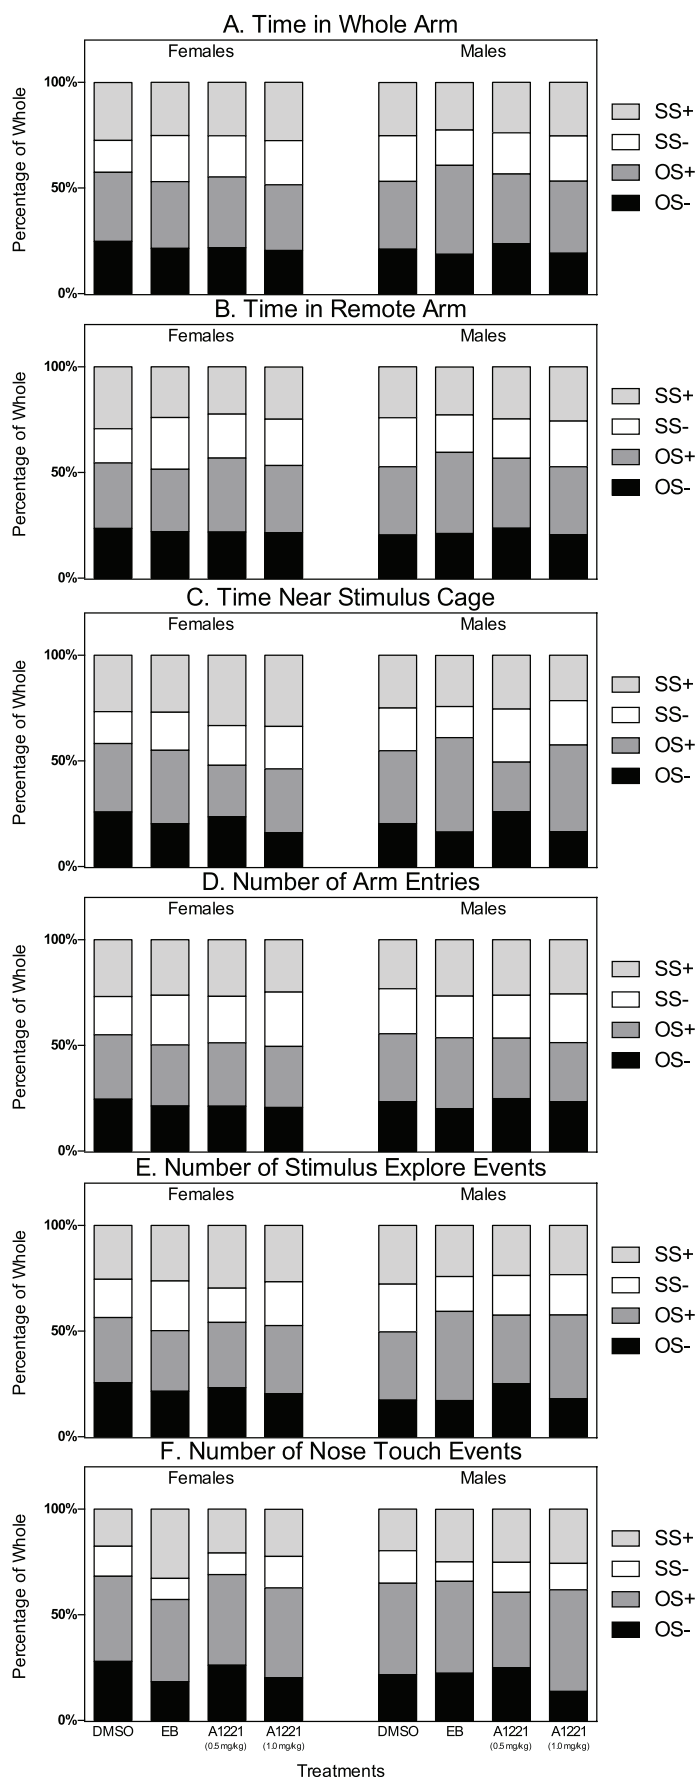 A. Time in Whole Arm
Females Males
Percentage of Whole
100%
50%
0%
SS+
SS-
OS+
OS-
B. Time in Remote Arm
Females Males
Percentage of Whole
100%
50%
0%
SS+
SS-
OS+
OS-
C. Time Near Stimulus Cage
Females Males
Percentage of Whole
100%
50%
0%
SS+
SS-
OS+
OS-
D. Number of Arm Entries
Females Males
Percentage of Whole
100%
50%
0%
SS+
SS-
OS+
OS-
E. Number of Stimulus Explore Events
Females Males
Percentage of Whole
100%
50%
0%
SS+
SS-
OS+
OS-
F. Number of Nose Touch Events
Females Males
Percentage of Whole
100%
50%
0%
SS+
SS-
OS+
OS-
DMSO EB A1221 A1221 DMSO EB A1221 A1221
(0.5 mg/kg) (1.0 mg/kg) (0.5 mg/kg) (1.0 mg/kg)
Treatments